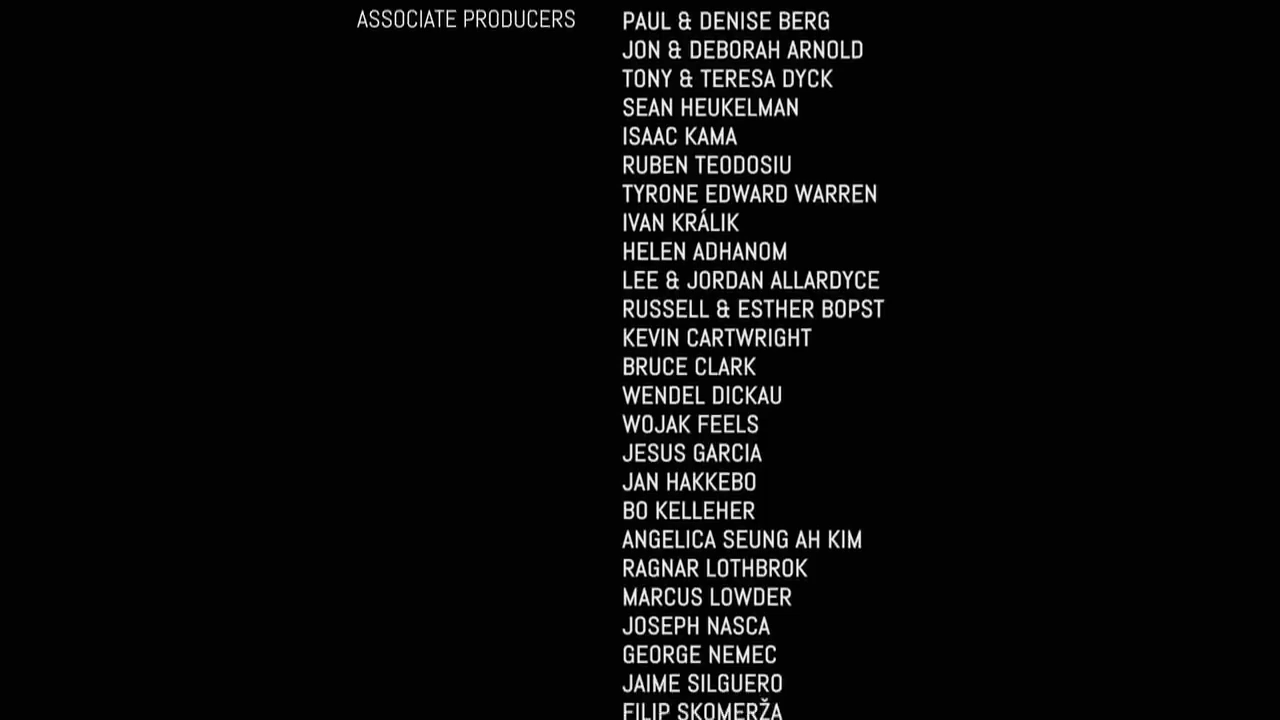 ASSOCIATE PRODUCERS PAUL & DENISE BERG
JON & DEBORAH ARNOLD
TONY & TERESA DYCK
SEAN HEUKELMAN
ISAAC KAMA
RUBEN TEODOSIU
TYRONE EDWARD WARREN
IVAN KRÁLIK
HELEN ADHANOM
LEE & JORDAN ALLARDYCE
RUSSELL & ESTHER BOPST
KEVIN CARTWRIGHT
BRUCE CLARK
WENDEL DICKAU
WOJAK FEELS
JESUS GARCIA
JAN HAKKEBO
BO KELLEHER
ANGELICA SEUNG AH KIM
RAGNAR LOTHBROK
MARCUS LOWDER
JOSEPH NASCA
GEORGE NEMEC
JAIME SILGUERO
FILIP SKOMERŽA